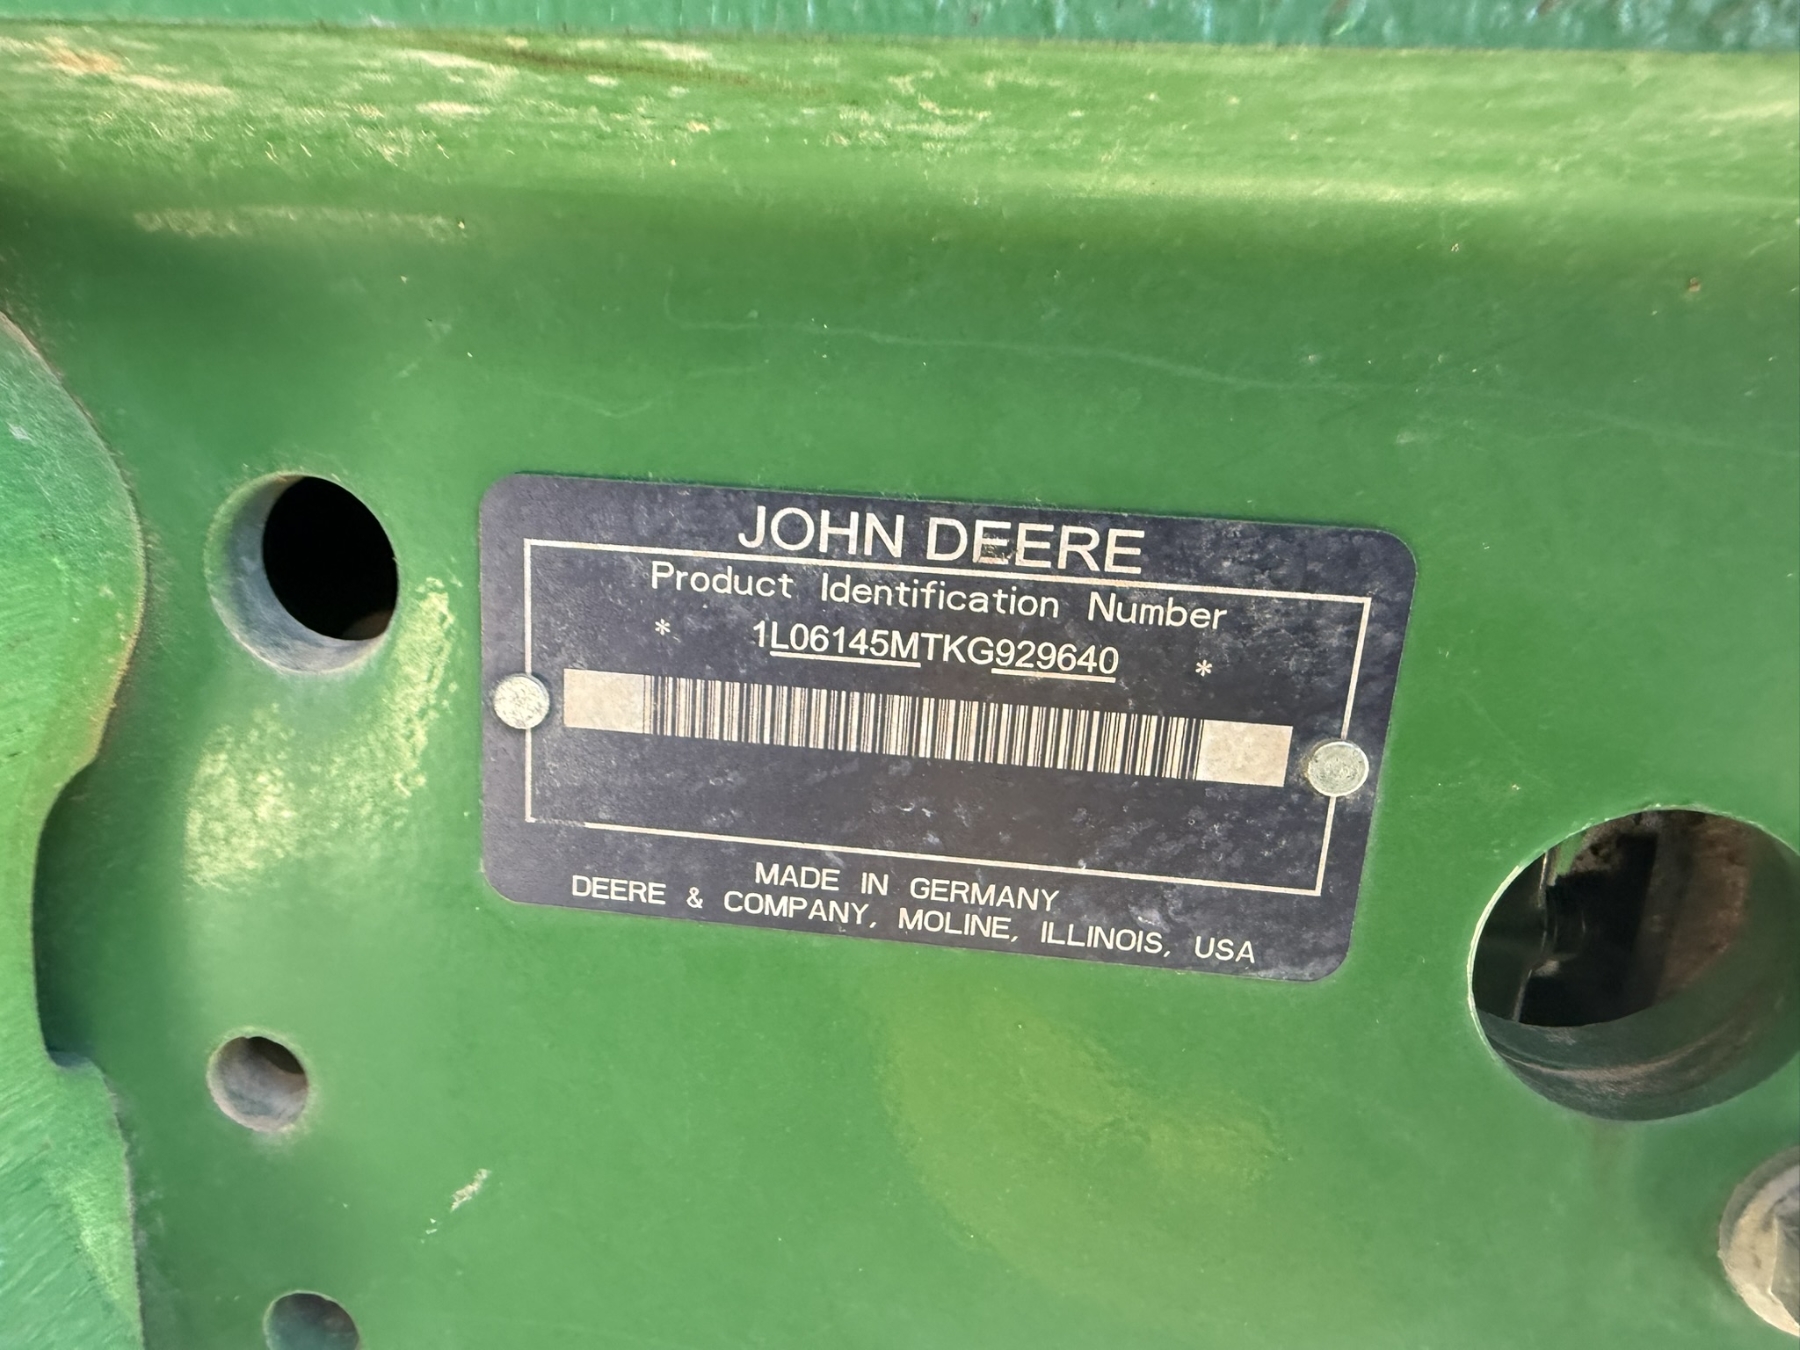 JOHN DEERE
Product Identification Number
* 1L06145MTKG929640 *
MADE IN GERMANY
DEERE & COMPANY, MOLINE, ILLINOIS, USA